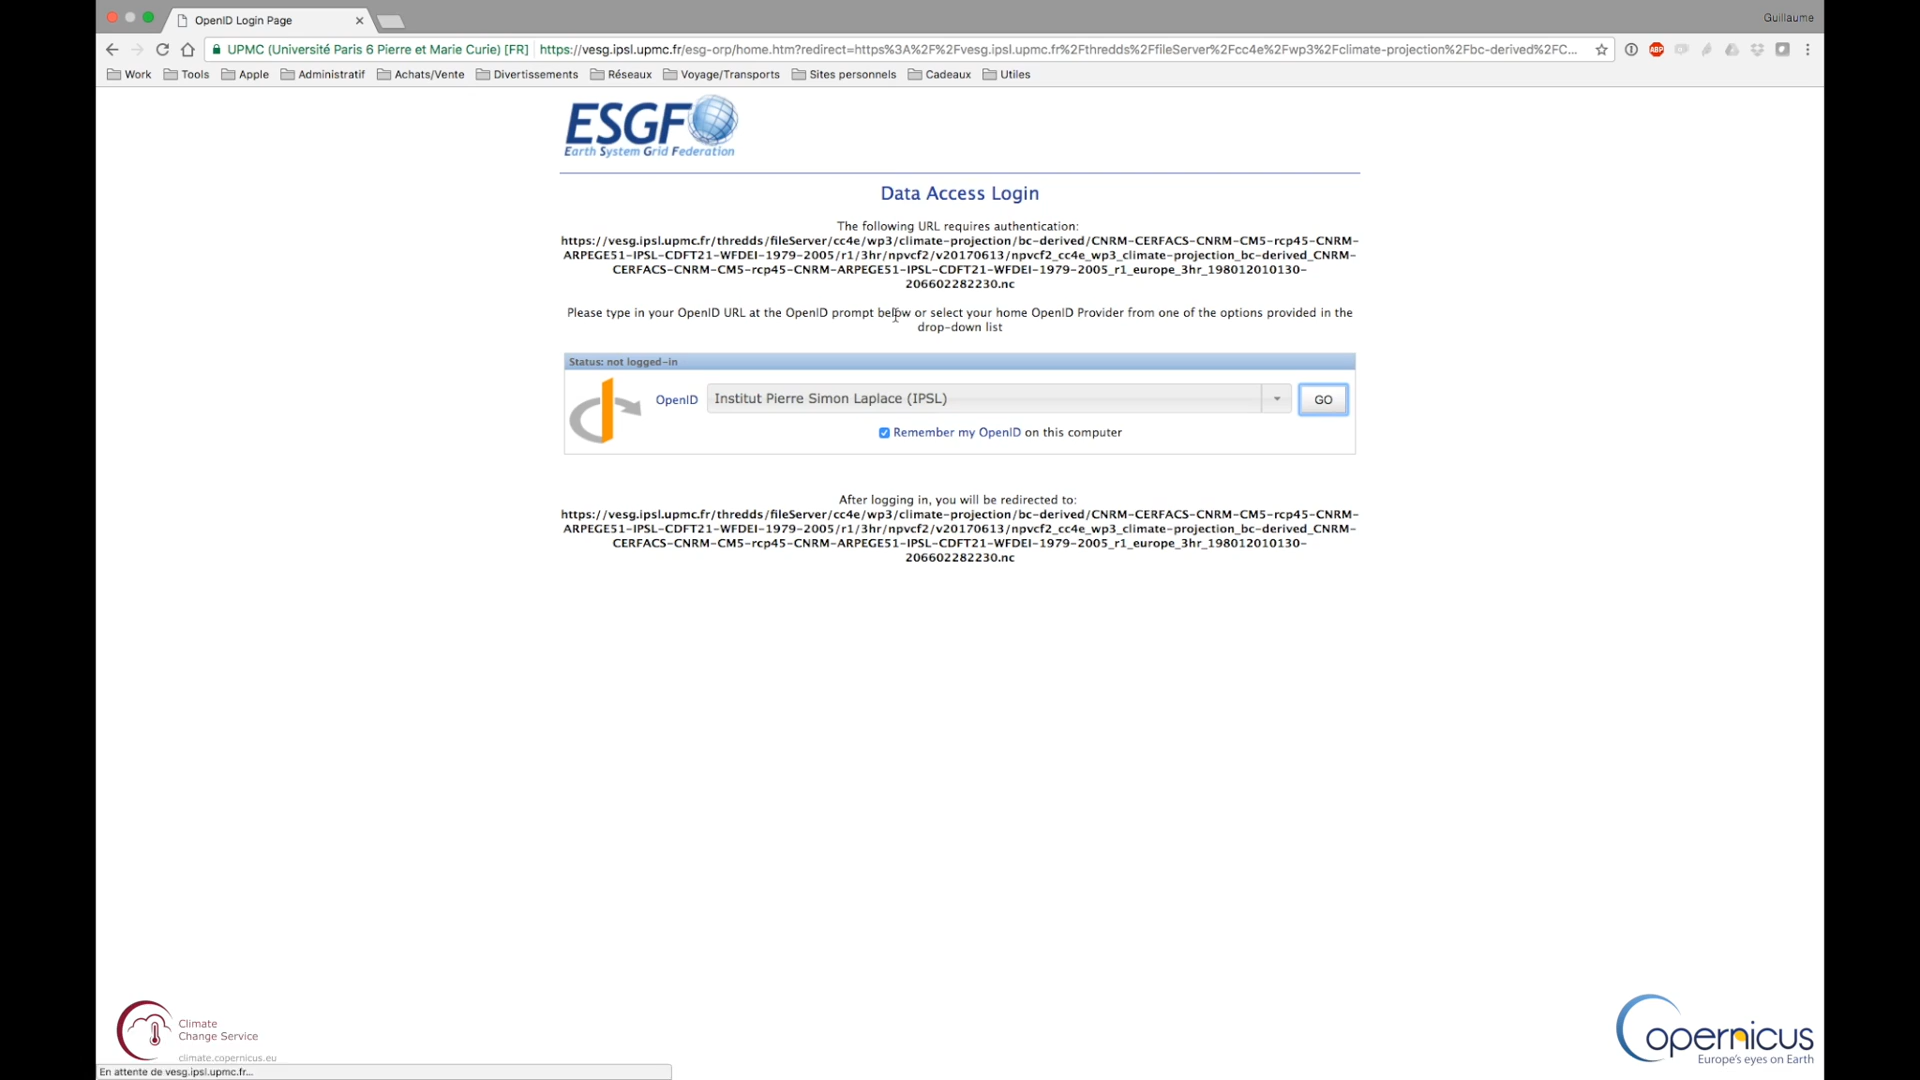 OpenID Login Page
Guillaume
UPMC (Université Paris 6 Pierre et Marie Curie) [FR] https://vesg.ipsl.upmc.fr/esg-orp/home.htm?redirect=https%3A%2F%2Fvesg.ipsl.upmc.fr%2Fthredds%2FfileServer%2Fcc4e%2Fwp3%2Fclimate-projection%2Fbc-derived%2FC...
ABP
Work Tools Apple Administratif Achats/Vente Divertissements Réseaux Voyage/Transports Sites personnels Cadeaux Utiles
ESGF
Earth System Grid Federation
Data Access Login
The following URL requires authentication:
https://vesg.ipsl.upmc.fr/thredds/fileServer/cc4e/wp3/climate-projection/bc-derived/CNRM-CERFACS-CNRM-CM5-rcp45-CNRM-
ARPEGE51-IPSL-CDFT21-WFDEI-1979-2005/r1/3hr/npvcf2/v20170613/npvcf2_cc4e_wp3_climate-projection_bc-derived_CNRM-
CERFACS-CNRM-CM5-rcp45-CNRM-ARPEGE51-IPSL-CDFT21-WFDEI-1979-2005_r1_europe_3hr_198012010130-
206602282230.nc
Please type in your OpenID URL at the OpenID prompt below or select your home OpenID Provider from one of the options provided in the
drop-down list
Status: not logged-in
OpenID Institut Pierre Simon Laplace (IPSL) GO
Remember my OpenID on this computer
After logging in, you will be redirected to:
https://vesg.ipsl.upmc.fr/thredds/fileServer/cc4e/wp3/climate-projection/bc-derived/CNRM-CERFACS-CNRM-CM5-rcp45-CNRM-
ARPEGE51-IPSL-CDFT21-WFDEI-1979-2005/r1/3hr/npvcf2/v20170613/npvcf2_cc4e_wp3_climate-projection_bc-derived_CNRM-
CERFACS-CNRM-CM5-rcp45-CNRM-ARPEGE51-IPSL-CDFT21-WFDEI-1979-2005_r1_europe_3hr_198012010130-
206602282230.nc
Climate
Change Service
climate.copernicus.eu
Copernicus
Europe's eyes on Earth
En attente de vesg.ipsl.upmc.fr...